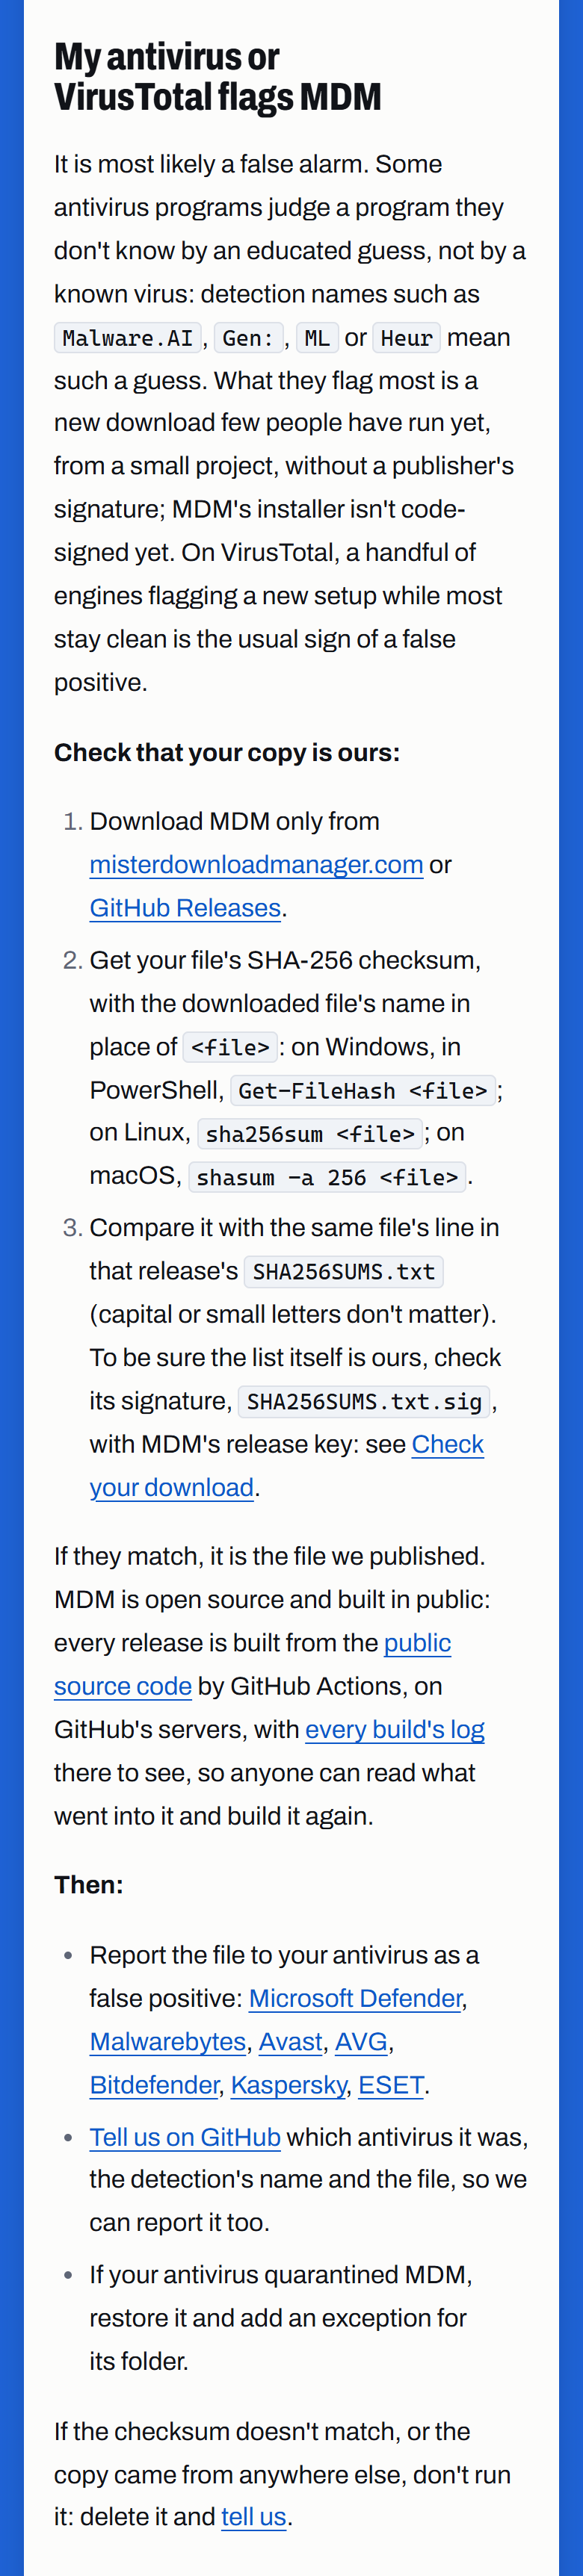 My antivirus or
VirusTotal flags MDM
It is most likely a false alarm. Some
antivirus programs judge a program they
don't know by an educated guess, not by a
known virus: detection names such as
Malware.AI, Gen:, ML or Heur mean
such a guess. What they flag most is a
new download few people have run yet,
from a small project, without a publisher's
signature; MDM's installer isn't code-
signed yet. On VirusTotal, a handful of
engines flagging a new setup while most
stay clean is the usual sign of a false
positive.
Check that your copy is ours:
1. Download MDM only from
misterdownloadmanager.com or
GitHub Releases.
2. Get your file's SHA-256 checksum,
with the downloaded file's name in
place of <file>: on Windows, in
PowerShell, Get-FileHash <file>;
on Linux, sha256sum <file>; on
macOS, shasum -a 256 <file>.
3. Compare it with the same file's line in
that release's SHA256SUMS.txt
(capital or small letters don't matter).
To be sure the list itself is ours, check
its signature, SHA256SUMS.txt.sig,
with MDM's release key: see Check
your download.
If they match, it is the file we published.
MDM is open source and built in public:
every release is built from the public
source code by GitHub Actions, on
GitHub's servers, with every build's log
there to see, so anyone can read what
went into it and build it again.
Then:
• Report the file to your antivirus as a
false positive: Microsoft Defender,
Malwarebytes, Avast, AVG,
Bitdefender, Kaspersky, ESET.
• Tell us on GitHub which antivirus it was,
the detection's name and the file, so we
can report it too.
• If your antivirus quarantined MDM,
restore it and add an exception for
its folder.
If the checksum doesn't match, or the
copy came from anywhere else, don't run
it: delete it and tell us.